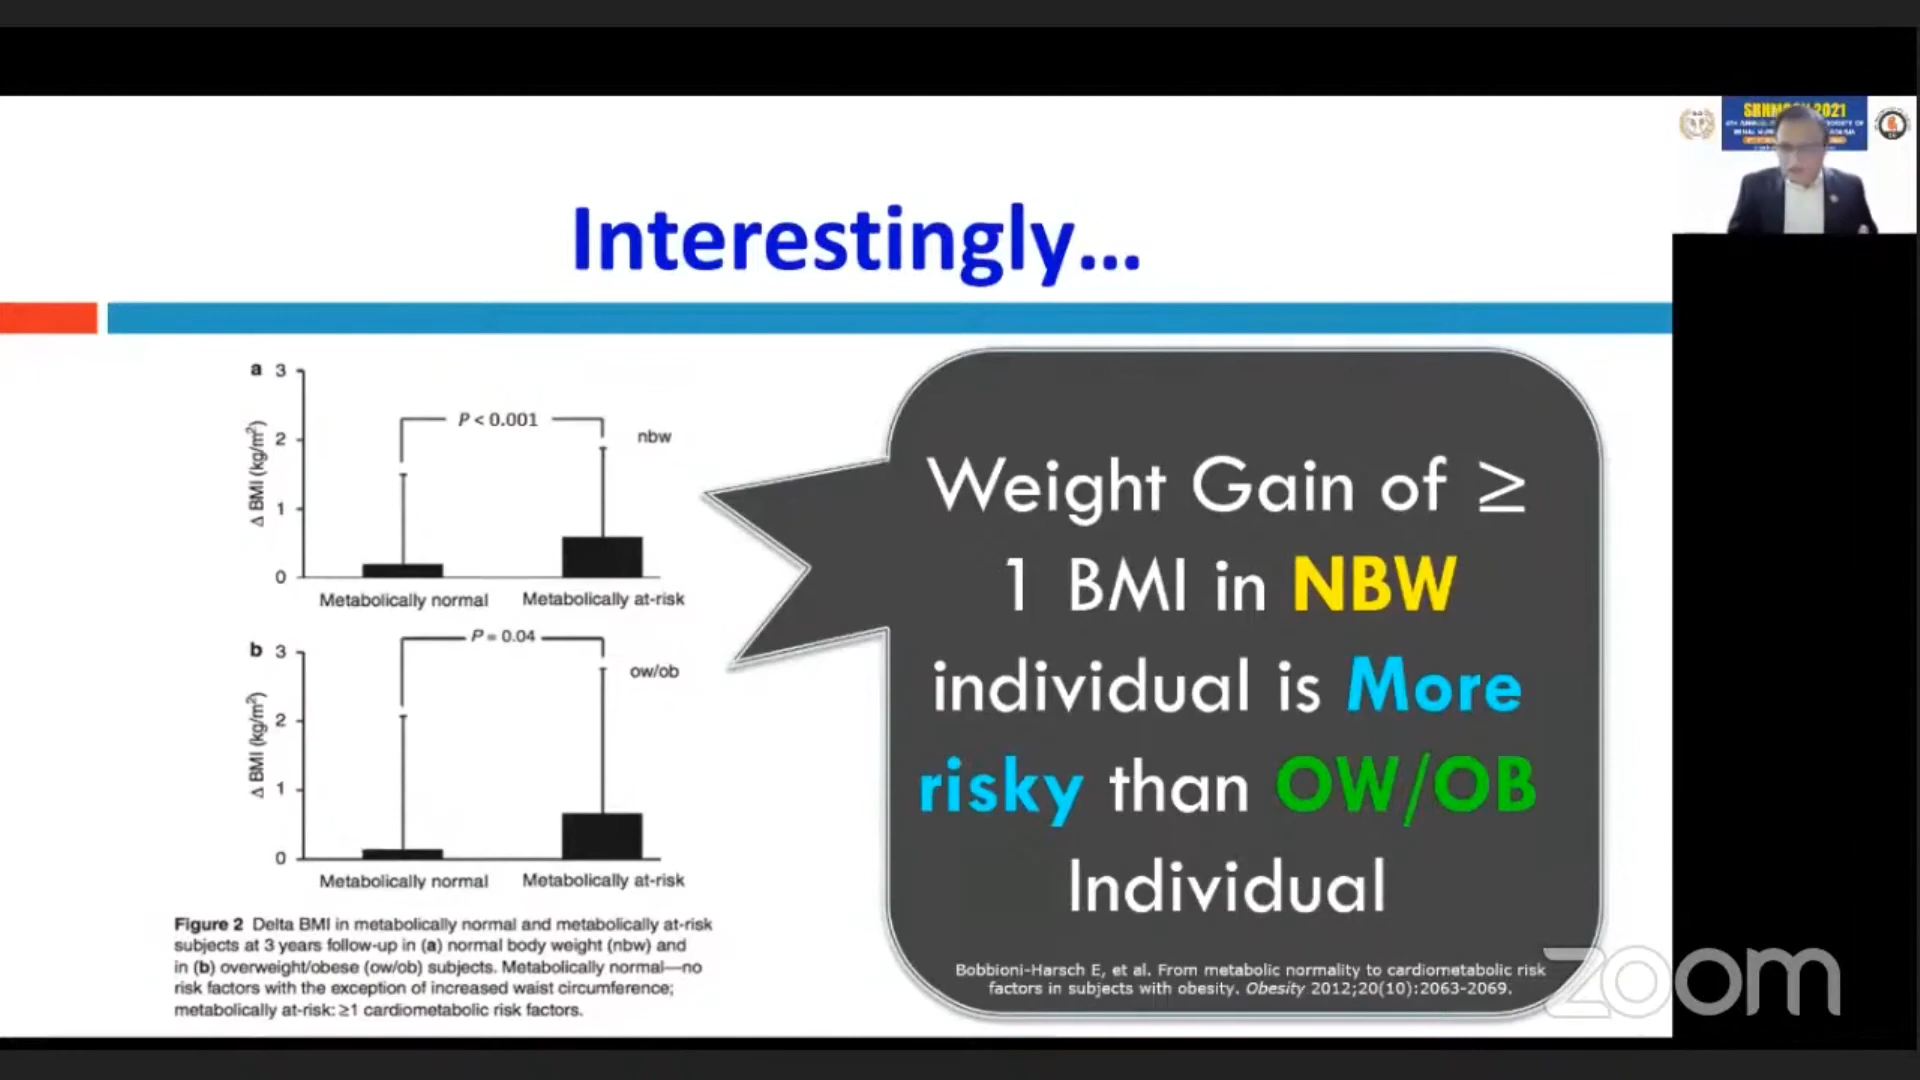 SRHM 2021
Interestingly...
a 3
2
1
0
Δ BMI (kg/m²)
P < 0.001
nbw
Metabolically normal Metabolically at-risk
b 3
2
1
0
Δ BMI (kg/m²)
P = 0.04
ow/ob
Metabolically normal Metabolically at-risk
Figure 2 Delta BMI in metabolically normal and metabolically at-risk
subjects at 3 years follow-up in (a) normal body weight (nbw) and
in (b) overweight/obese (ow/ob) subjects. Metabolically normal—no
risk factors with the exception of increased waist circumference;
metabolically at-risk: ≥1 cardiometabolic risk factors.
Weight Gain of ≥
1 BMI in NBW
individual is More
risky than OW/OB
Individual
Bobbioni-Harsch E, et al. From metabolic normality to cardiometabolic risk
factors in subjects with obesity. Obesity 2012;20(10):2063-2069.
zoom